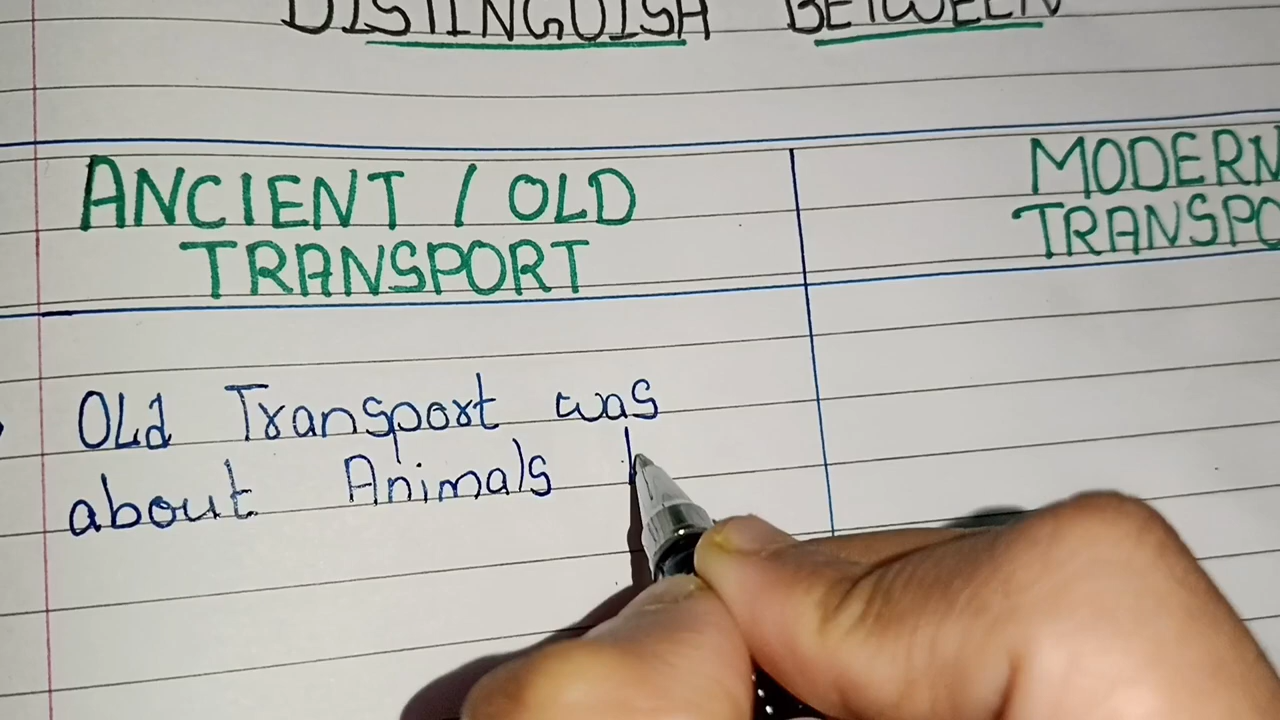 DISTINGUISH BETWEEN
ANCIENT / OLD
TRANSPORT
MODERN
TRANSPO
Old Transport was
about Animals